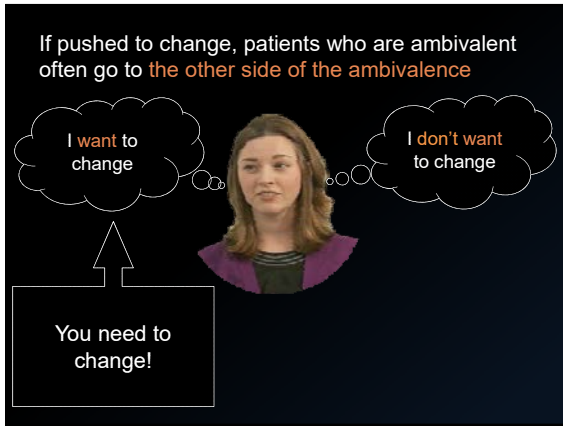 If pushed to change, patients who are ambivalent
often go to the other side of the ambivalence
I want to
change
I don’t want
to change
You need to
change!